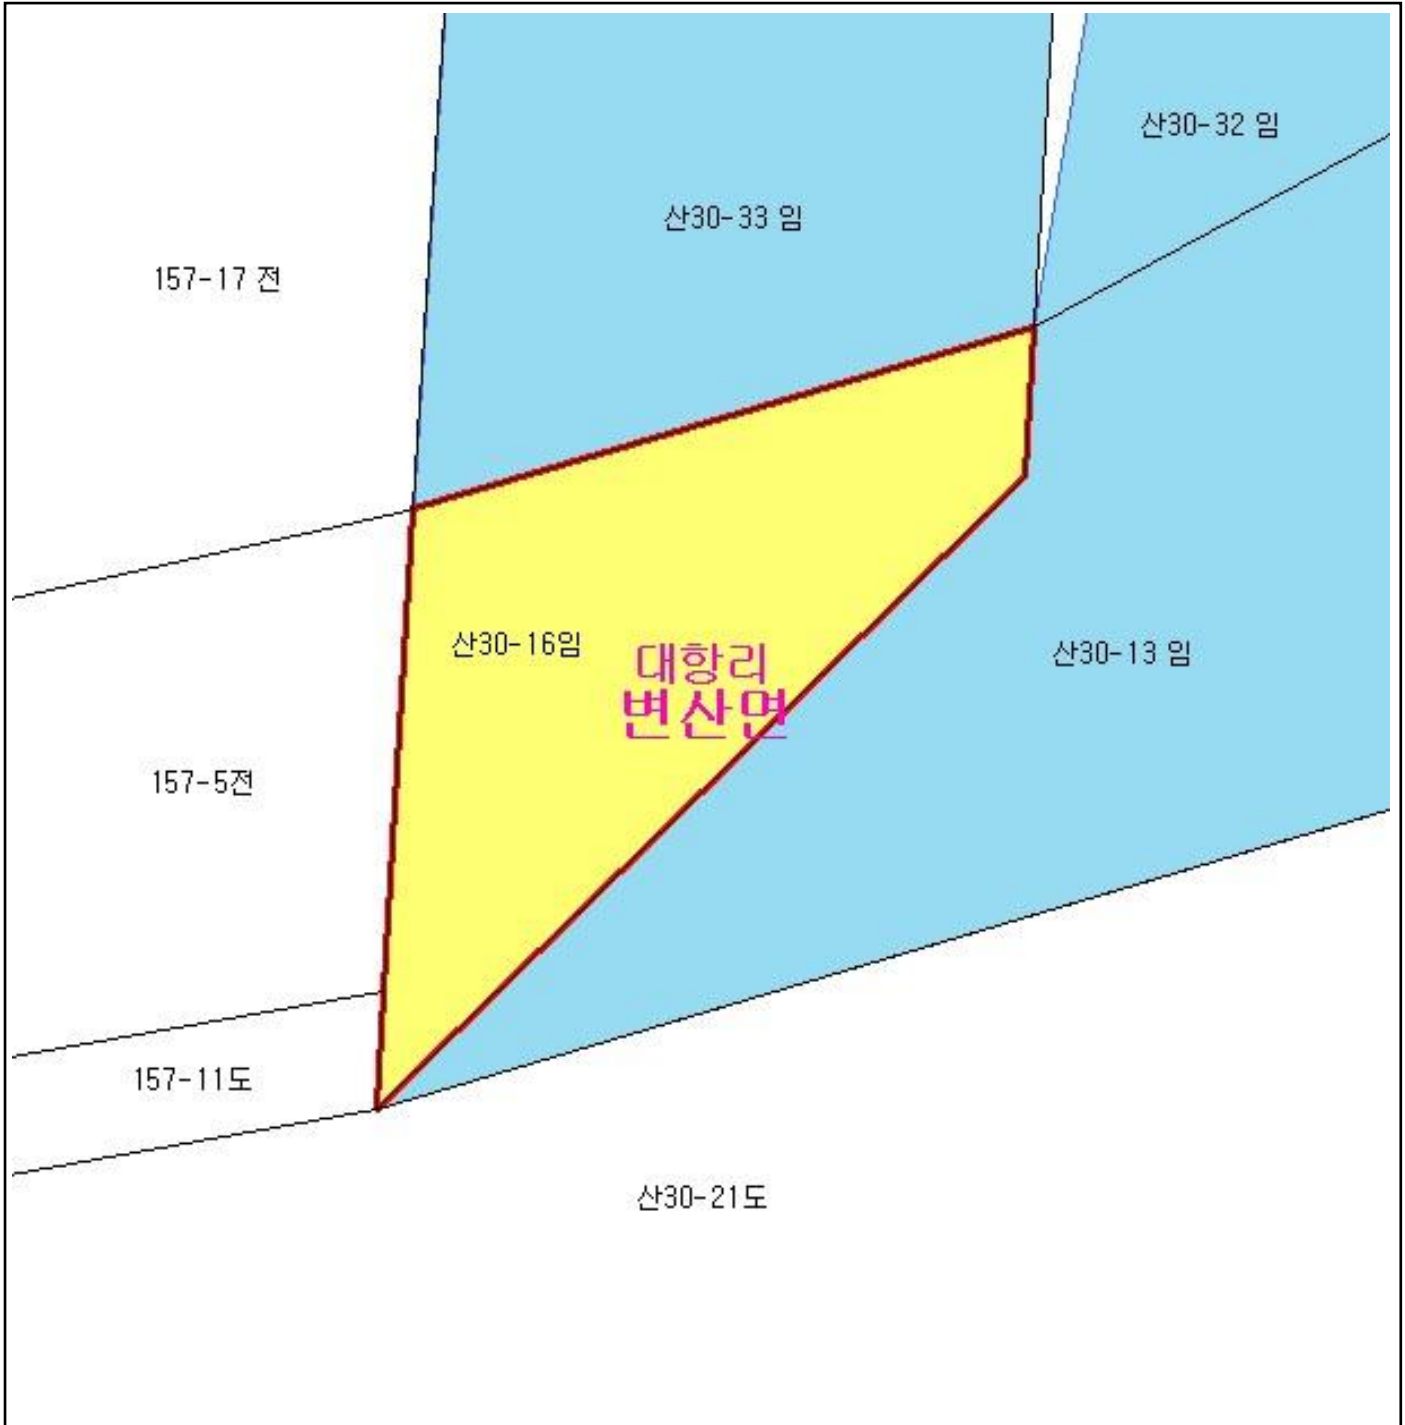 산30-32 임
산30-33 임
157-17 전
산30-16임
대항리
변산면
산30-13 임
157-5전
157-11도
산30-21도